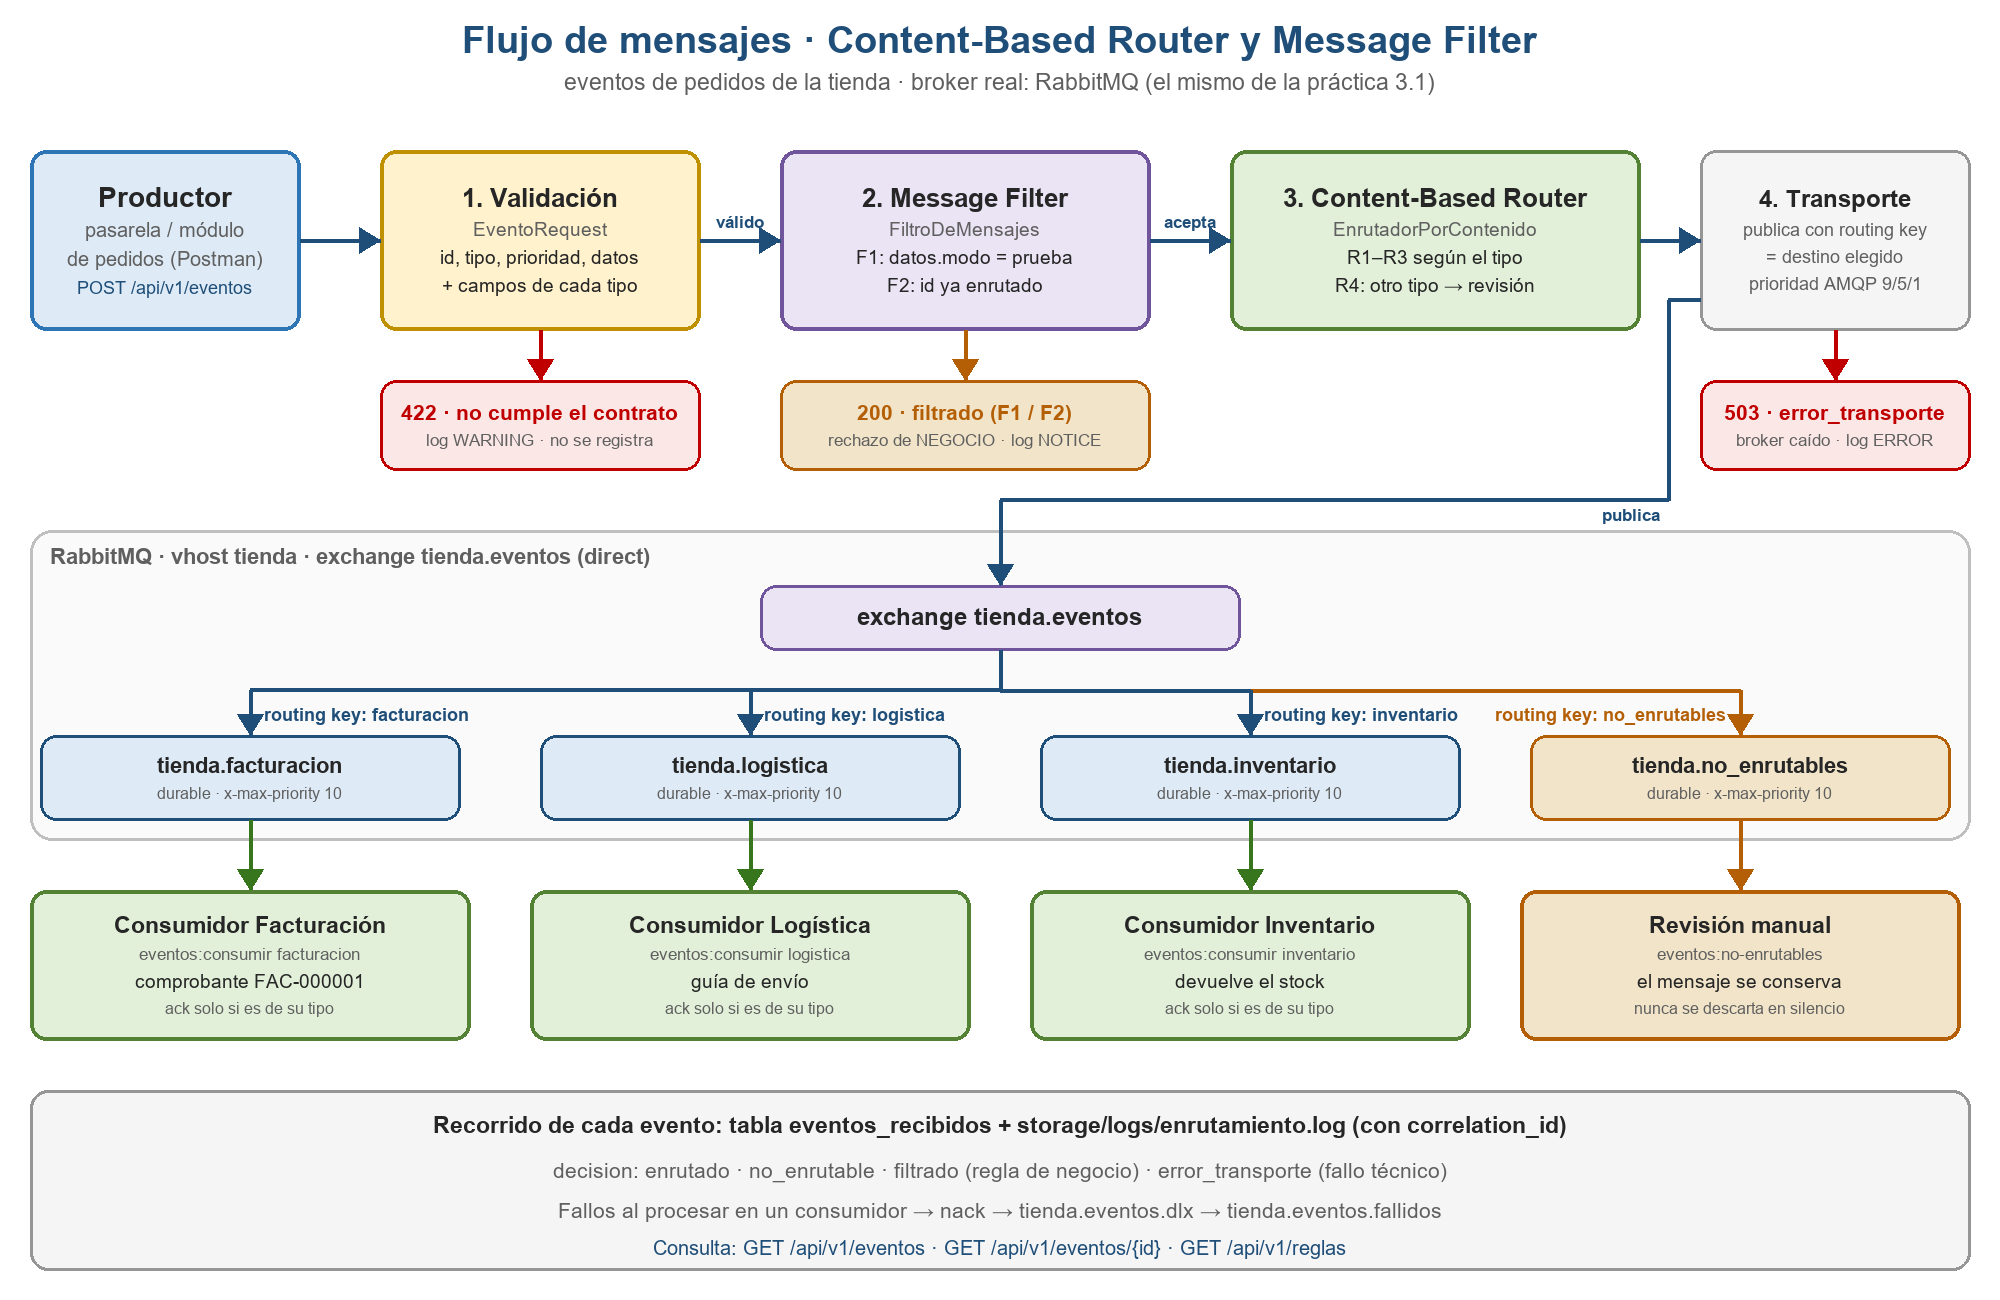 Flujo de mensajes · Content-Based Router y Message Filter
eventos de pedidos de la tienda · broker real: RabbitMQ (el mismo de la práctica 3.1)
Productor
pasarela / módulo
de pedidos (Postman)
POST /api/v1/eventos
1. Validación
EventoRequest
id, tipo, prioridad, datos
+ campos de cada tipo
válido
2. Message Filter
FiltroDeMensajes
F1: datos.modo = prueba
F2: id ya enrutado
acepta
3. Content-Based Router
EnrutadorPorContenido
R1–R3 según el tipo
R4: otro tipo → revisión
4. Transporte
publica con routing key
= destino elegido
prioridad AMQP 9/5/1
422 · no cumple el contrato
log WARNING · no se registra
200 · filtrado (F1 / F2)
rechazo de NEGOCIO · log NOTICE
503 · error_transporte
broker caído · log ERROR
publica
RabbitMQ · vhost tienda · exchange tienda.eventos (direct)
exchange tienda.eventos
routing key: facturacion
routing key: logistica
routing key: inventario
routing key: no_enrutables
tienda.facturacion
durable · x-max-priority 10
tienda.logistica
durable · x-max-priority 10
tienda.inventario
durable · x-max-priority 10
tienda.no_enrutables
durable · x-max-priority 10
Consumidor Facturación
eventos:consumir facturacion
comprobante FAC-000001
ack solo si es de su tipo
Consumidor Logística
eventos:consumir logistica
guía de envío
ack solo si es de su tipo
Consumidor Inventario
eventos:consumir inventario
devuelve el stock
ack solo si es de su tipo
Revisión manual
eventos:no-enrutables
el mensaje se conserva
nunca se descarta en silencio
Recorrido de cada evento: tabla eventos_recibidos + storage/logs/enrutamiento.log (con correlation_id)
decision: enrutado · no_enrutable · filtrado (regla de negocio) · error_transporte (fallo técnico)
Fallos al procesar en un consumidor → nack → tienda.eventos.dlx → tienda.eventos.fallidos
Consulta: GET /api/v1/eventos · GET /api/v1/eventos/{id} · GET /api/v1/reglas